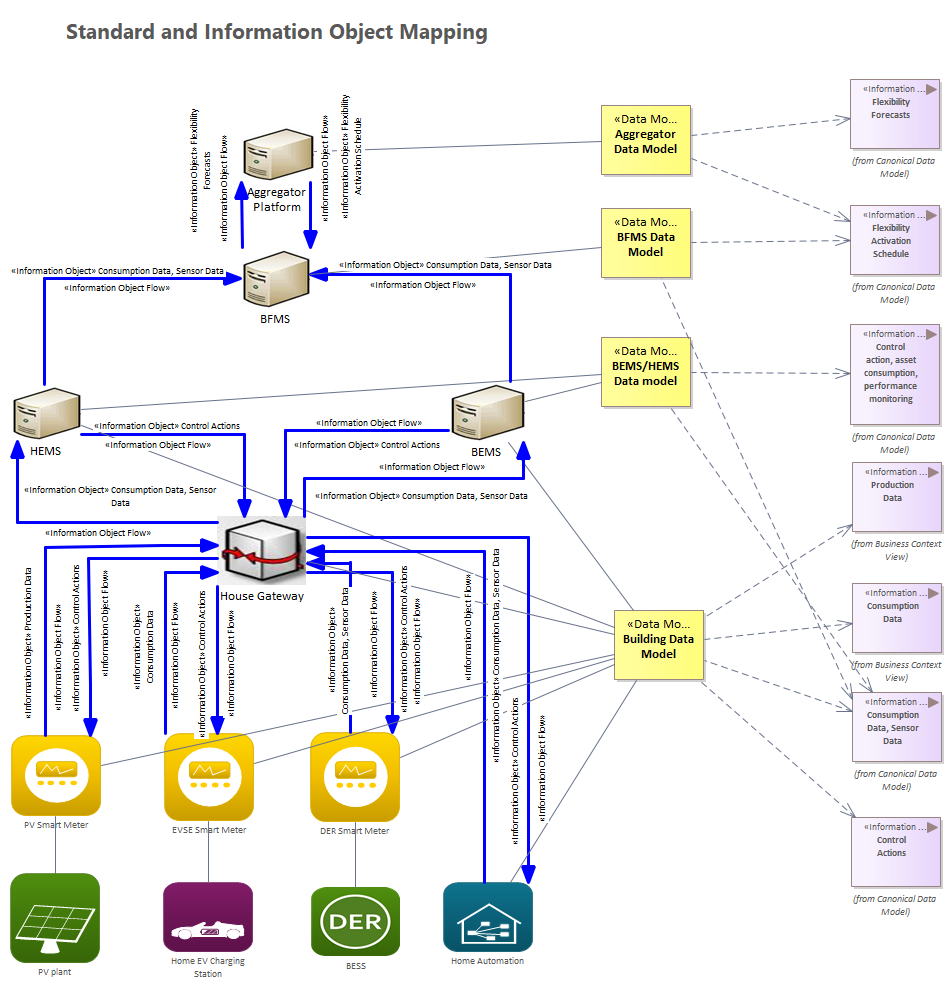 Standard and Information Object Mapping
«Information Object» Flexibility
Forecasts
«Information Object Flow»
«Information Object Flow»
«Information Object» Flexibility
Activation Schedule
Aggregator
Platform
«Data Mo...
Aggregator
Data Model
«Information ...
Flexibility
Forecasts
(from Canonical Data
Model)
«Data Mo...
BFMS Data
Model
«Information ...
Flexibility
Activation
Schedule
(from Canonical Data
Model)
«Information Object» Consumption Data, Sensor Data
«Information Object Flow»
BFMS
«Information Object» Consumption Data, Sensor Data
«Information Object Flow»
«Data Mo...
BEMS/HEMS
Data model
«Information ...
Control
action, asset
consumption,
performance
monitoring
(from Canonical Data
Model)
HEMS
«Information Object» Control Actions
«Information Object Flow»
«Information Object Flow»
«Information Object» Control Actions
BEMS
«Information Object Flow»
«Information Object» Consumption Data, Sensor Data
«Information Object» Consumption Data, Sensor
Data
«Information Object Flow»
«Information ...
Production
Data
(from Business Context
View)
House Gateway
«Information Object» Production Data
«Information Object Flow»
«Information Object» Control Actions
«Information Object Flow»
«Information Object»
Consumption Data
«Information Object Flow»
«Information Object» Control Actions
«Information Object Flow»
«Information Object»
Consumption Data, Sensor Data
«Information Object Flow»
«Information Object» Control Actions
«Information Object Flow»
«Information Object Flow»
«Information Object» Consumption Data, Sensor Data
«Information Object» Control Actions
«Information Object Flow»
«Data Mo...
Building Data
Model
«Information ...
Consumption
Data
(from Business Context
View)
«Information ...
Consumption
Data, Sensor
Data
(from Canonical Data
Model)
«Information ...
Control
Actions
(from Canonical Data
Model)
PV Smart Meter
EVSE Smart Meter
DER Smart Meter
DER
PV plant
Home EV Charging
Station
BESS
Home Automation